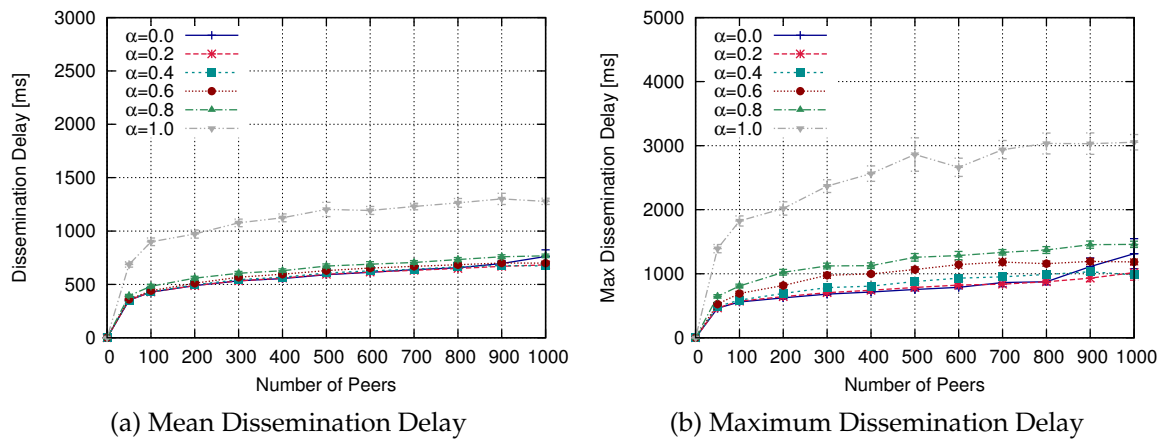 3000
2500
2000
1500
1000
500
0
Dissemination Delay [ms]
α=0.0
α=0.2
α=0.4
α=0.6
α=0.8
α=1.0
0 100 200 300 400 500 600 700 800 900 1000
Number of Peers
(a) Mean Dissemination Delay
5000
4000
3000
2000
1000
0
Max Dissemination Delay [ms]
α=0.0
α=0.2
α=0.4
α=0.6
α=0.8
α=1.0
0 100 200 300 400 500 600 700 800 900 1000
Number of Peers
(b) Maximum Dissemination Delay